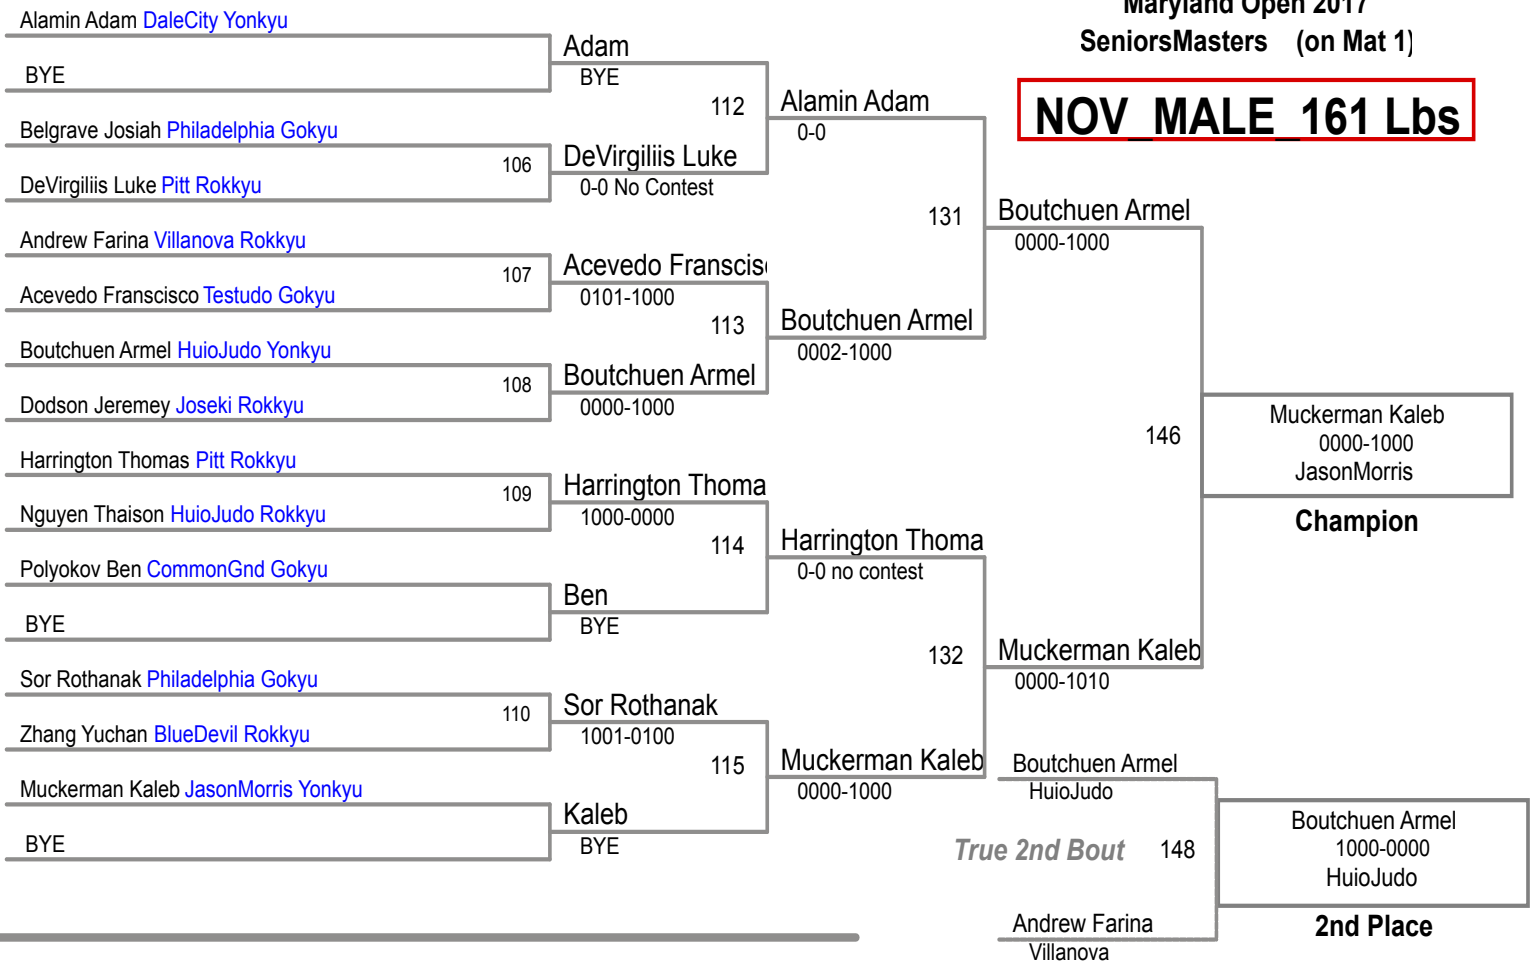 Maryland Open 2017
SeniorsMasters (on Mat 1)
NOV_MALE_161 Lbs
Alamin Adam DaleCity Yonkyu
BYE
Belgrave Josiah Philadelphia Gokyu
DeVirgiliis Luke Pitt Rokkyu
106
Andrew Farina Villanova Rokkyu
Acevedo Franscisco Testudo Gokyu
107
Boutchuen Armel HuioJudo Yonkyu
Dodson Jeremey Joseki Rokkyu
108
Harrington Thomas Pitt Rokkyu
Nguyen Thaison HuioJudo Rokkyu
109
Polyokov Ben CommonGnd Gokyu
BYE
Sor Rothanak Philadelphia Gokyu
Zhang Yuchan BlueDevil Rokkyu
110
Muckerman Kaleb JasonMorris Yonkyu
BYE
Adam
BYE
112
DeVirgiliis Luke
0-0 No Contest
Acevedo Franscis
0101-1000
113
Boutchuen Armel
0000-1000
Harrington Thoma
1000-0000
114
Ben
BYE
Sor Rothanak
1001-0100
115
Kaleb
BYE
Alamin Adam
0-0
131
Boutchuen Armel
0002-1000
Harrington Thoma
0-0 no contest
132
Muckerman Kaleb
0000-1000
Boutchuen Armel
0000-1000
146
Muckerman Kaleb
0000-1010
Muckerman Kaleb
0000-1000
JasonMorris
Champion
Boutchuen Armel
HuioJudo
True 2nd Bout 148
Andrew Farina
Villanova
Boutchuen Armel
1000-0000
HuioJudo
2nd Place